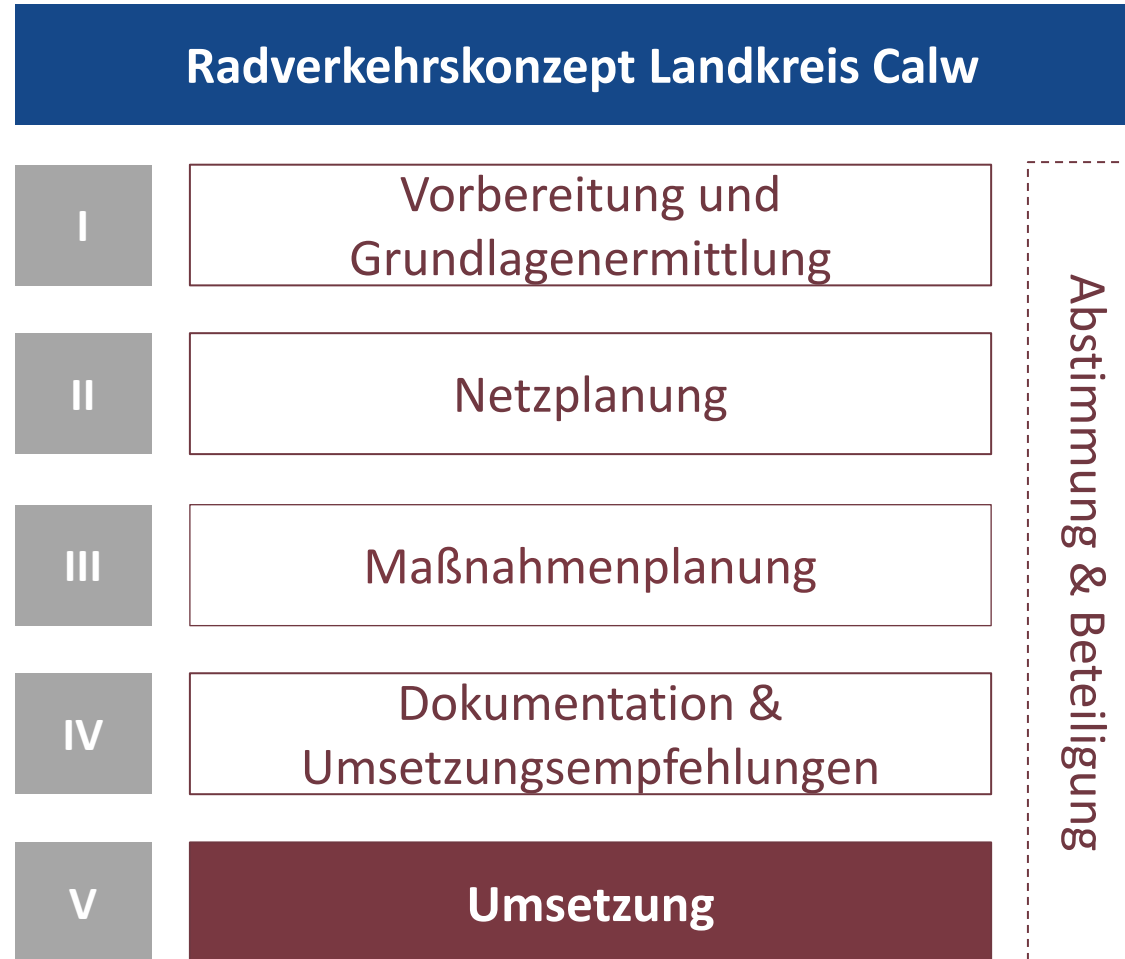 Radverkehrskonzept Landkreis Calw
I
Vorbereitung und
Grundlagenermittlung
II
Netzplanung
III
Maßnahmenplanung
IV
Dokumentation &
Umsetzungsempfehlungen
V
Umsetzung
Abstimmung & Beteiligung